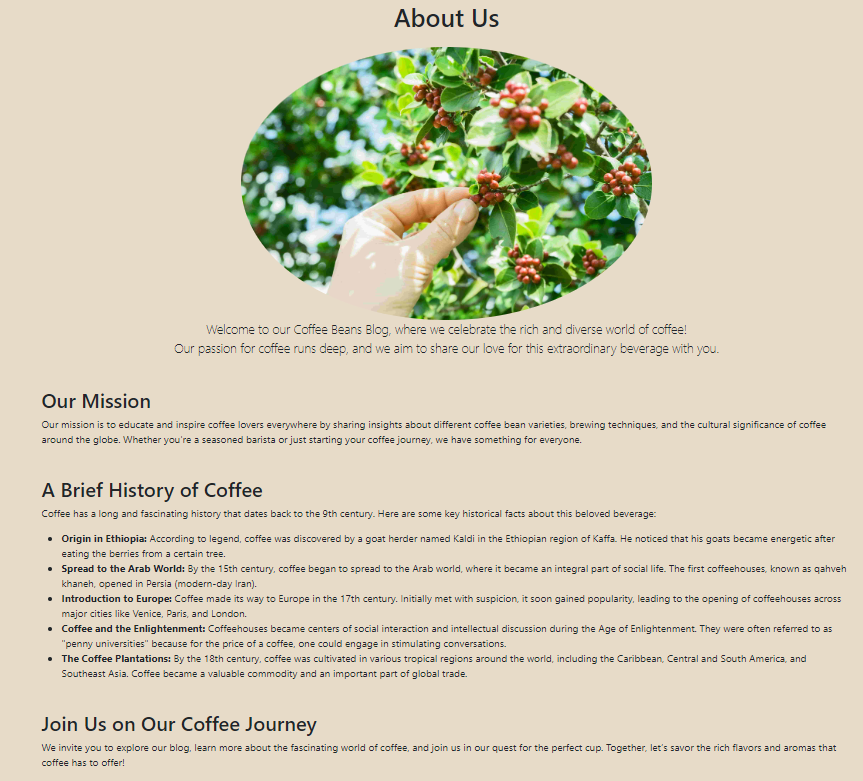 About Us
Welcome to our Coffee Beans Blog, where we celebrate the rich and diverse world of coffee!
Our passion for coffee runs deep, and we aim to share our love for this extraordinary beverage with you.
Our Mission
Our mission is to educate and inspire coffee lovers everywhere by sharing insights about different coffee bean varieties, brewing techniques, and the cultural significance of coffee
around the globe. Whether you're a seasoned barista or just starting your coffee journey, we have something for everyone.
A Brief History of Coffee
Coffee has a long and fascinating history that dates back to the 9th century. Here are some key historical facts about this beloved beverage:
• Origin in Ethiopia: According to legend, coffee was discovered by a goat herder named Kaldi in the Ethiopian region of Kaffa. He noticed that his goats became energetic after
eating the berries from a certain tree.
• Spread to the Arab World: By the 15th century, coffee began to spread to the Arab world, where it became an integral part of social life. The first coffeehouses, known as qahveh
khaneh, opened in Persia (modern-day Iran).
• Introduction to Europe: Coffee made its way to Europe in the 17th century. Initially met with suspicion, it soon gained popularity, leading to the opening of coffeehouses across
major cities like Venice, Paris, and London.
• Coffee and the Enlightenment: Coffeehouses became centers of social interaction and intellectual discussion during the Age of Enlightenment. They were often referred to as
"penny universities" because for the price of a coffee, one could engage in stimulating conversations.
• The Coffee Plantations: By the 18th century, coffee was cultivated in various tropical regions around the world, including the Caribbean, Central and South America, and
Southeast Asia. Coffee became a valuable commodity and an important part of global trade.
Join Us on Our Coffee Journey
We invite you to explore our blog, learn more about the fascinating world of coffee, and join us in our quest for the perfect cup. Together, let's savor the rich flavors and aromas that
coffee has to offer!